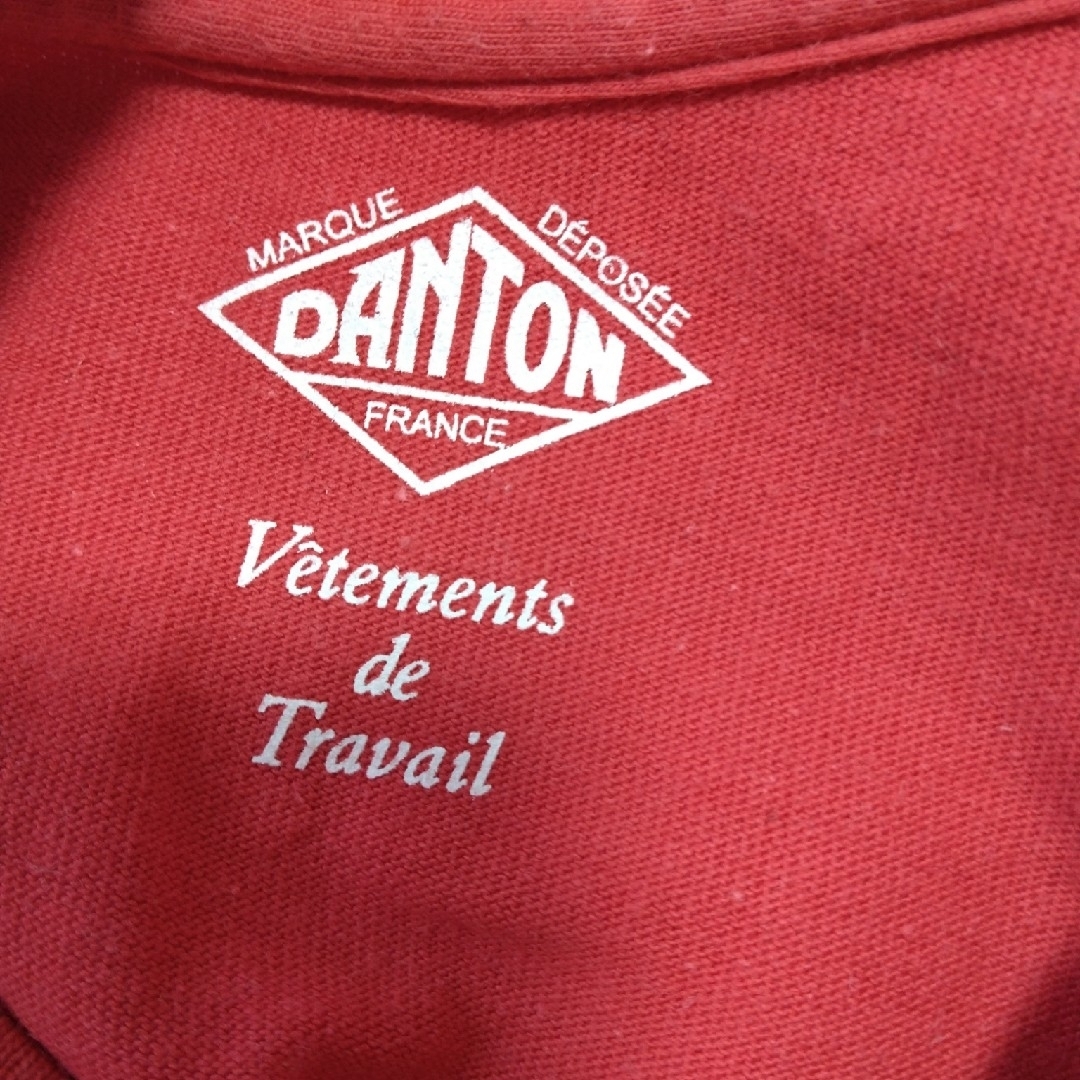 MARQUE DÉPOSÉE
DANTON
FRANCE
Vêtements
de
Travail